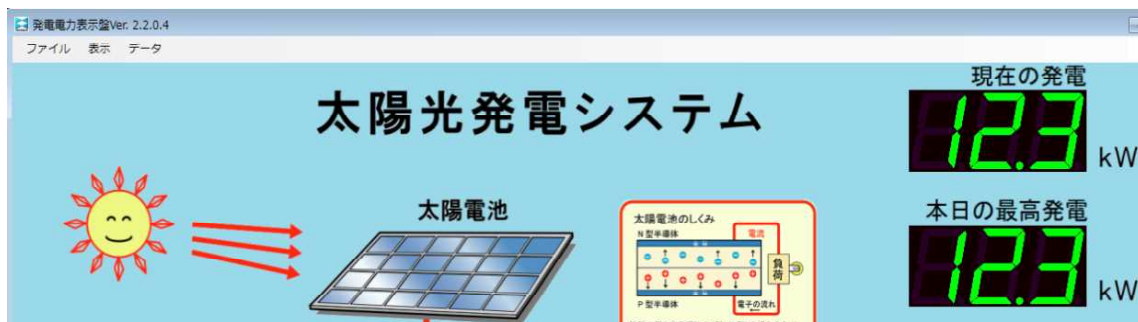 発電電力表示盤Ver. 2.2.0.4
ファイル 表示 データ
太陽光発電システム
現在の発電
12.3 kW
本日の最高発電
12.3 kW
太陽電池
太陽電池のしくみ
N型半導体
電流
負荷
P型半導体
電子の流れ